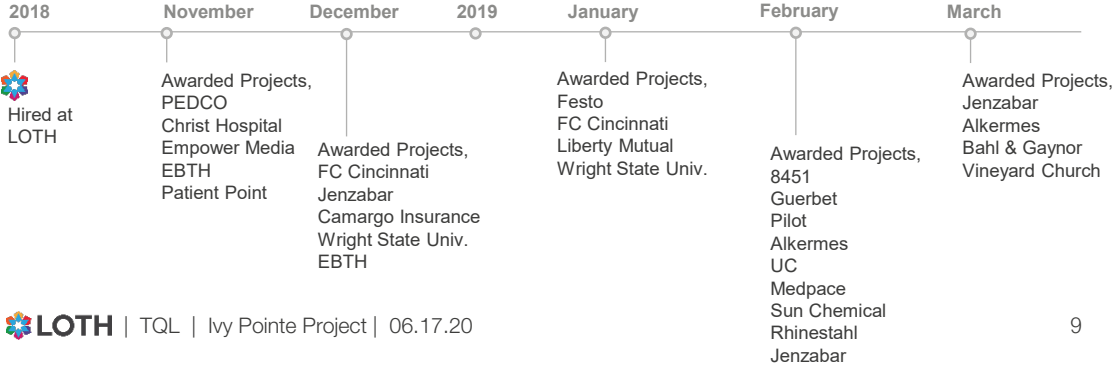 2018
November
December
2019
January
February
March
Hired at
LOTH
Awarded Projects,
PEDCO
Christ Hospital
Empower Media
EBTH
Patient Point
Awarded Projects,
FC Cincinnati
Jenzabar
Camargo Insurance
Wright State Univ.
EBTH
Awarded Projects,
Festo
FC Cincinnati
Liberty Mutual
Wright State Univ.
Awarded Projects,
8451
Guerbet
Pilot
Alkermes
UC
Medpace
Sun Chemical
Rhinestahl
Jenzabar
Awarded Projects,
Jenzabar
Alkermes
Bahl & Gaynor
Vineyard Church
LOTH | TQL | Ivy Pointe Project | 06.17.20
9